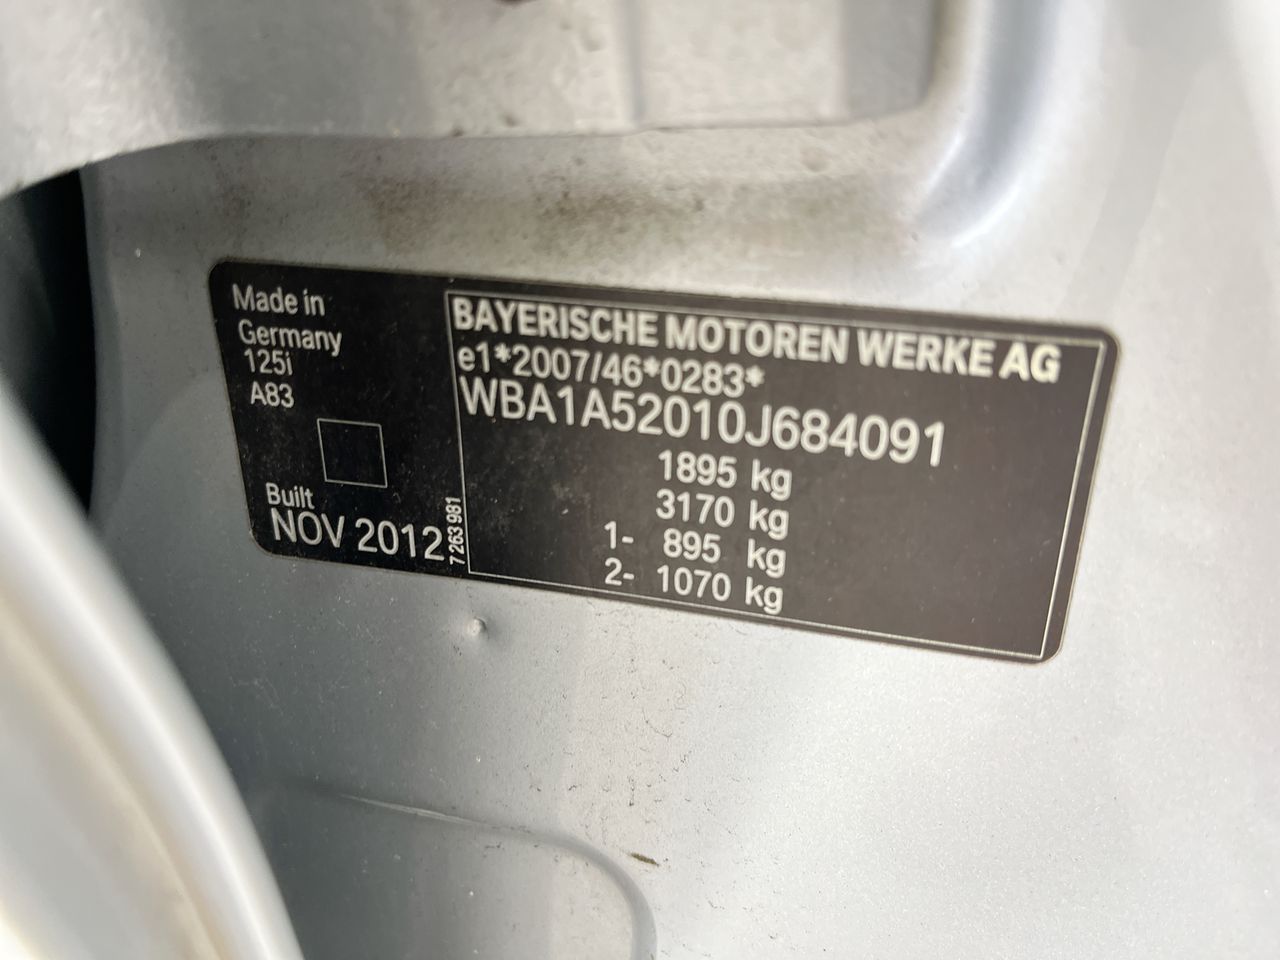 Made in
Germany
125i
A83
Built
NOV 2012
7 263 981
BAYERISCHE MOTOREN WERKE AG
e1*2007/46*0283*
WBA1A52010J684091
1895 kg
3170 kg
1- 895 kg
2- 1070 kg